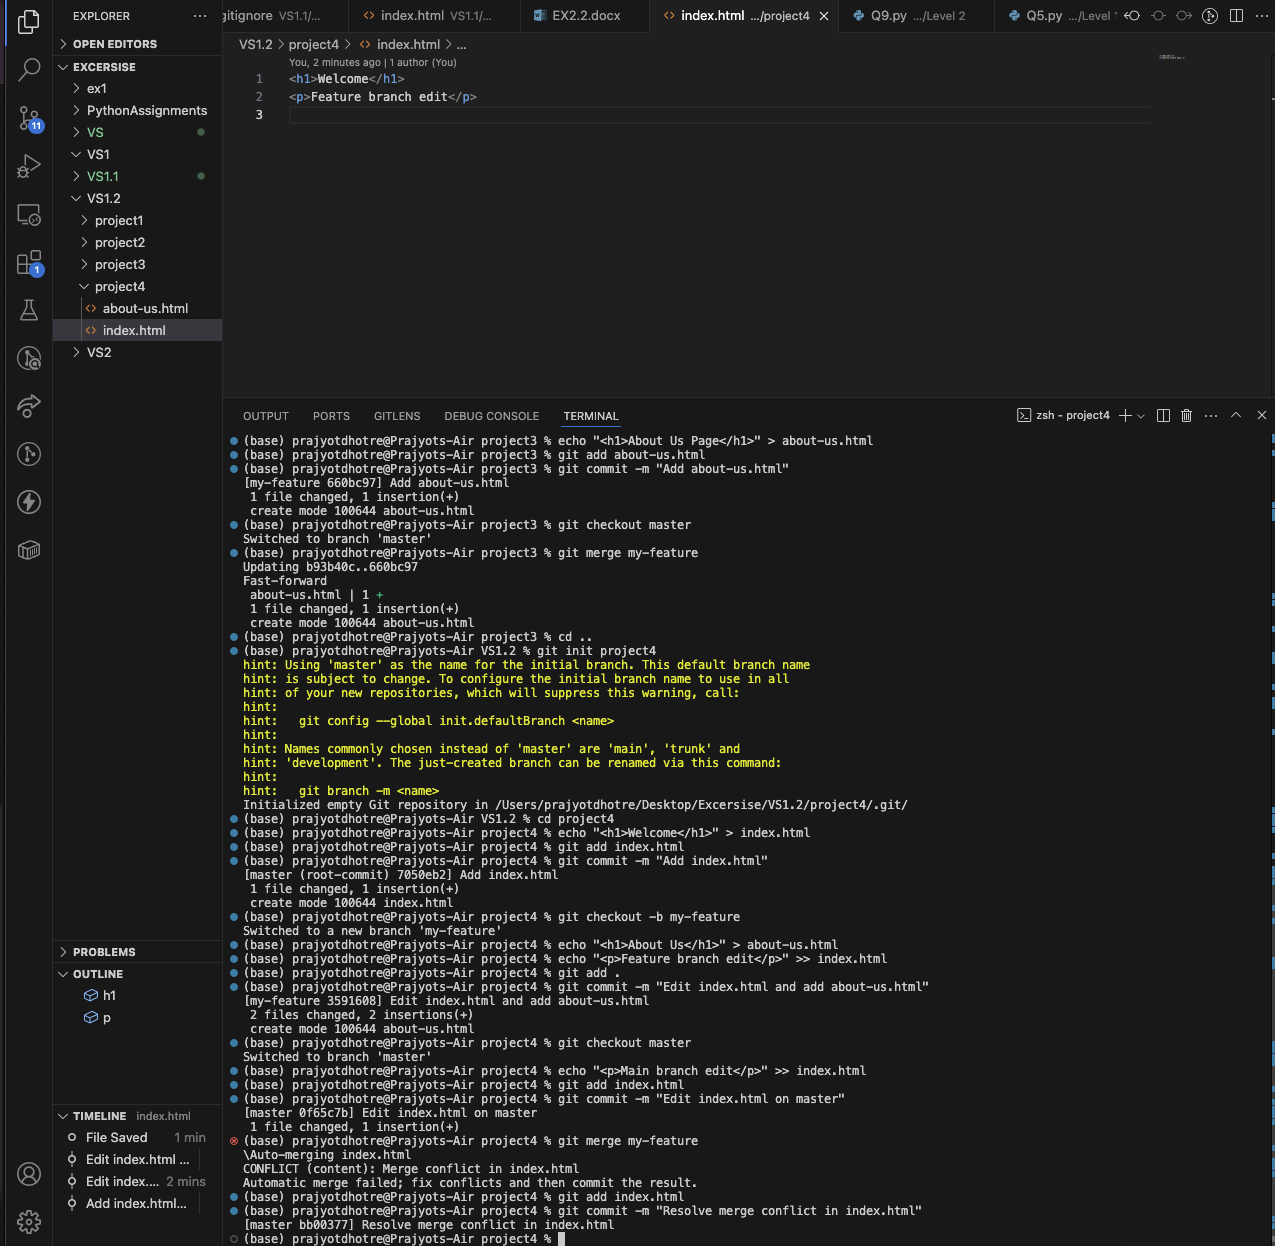 EXPLORER
OPEN EDITORS
EXCERSISE
ex1
PythonAssignments
VS
VS1
VS1.1
VS1.2
project1
project2
project3
project4
about-us.html
index.html
VS2
11
1
PROBLEMS
OUTLINE
h1
p
TIMELINE index.html
File Saved 1 min
Edit index.html ...
Edit index.... 2 mins
Add index.html...
gitignore VS1.1/...
index.html VS1.1/...
EX2.2.docx
index.html .../project4
Q9.py .../Level 2
Q5.py .../Level
VS1.2 > project4 > index.html > ...
You, 2 minutes ago | 1 author (You)
1 <h1>Welcome</h1>
2 <p>Feature branch edit</p>
3
OUTPUT PORTS GITLENS DEBUG CONSOLE TERMINAL
zsh - project4
(base) prajyotdhotre@Prajyots-Air project3 % echo "<h1>About Us Page</h1>" > about-us.html
(base) prajyotdhotre@Prajyots-Air project3 % git add about-us.html
(base) prajyotdhotre@Prajyots-Air project3 % git commit -m "Add about-us.html"
[my-feature 660bc97] Add about-us.html
1 file changed, 1 insertion(+)
create mode 100644 about-us.html
(base) prajyotdhotre@Prajyots-Air project3 % git checkout master
Switched to branch 'master'
(base) prajyotdhotre@Prajyots-Air project3 % git merge my-feature
Updating b93b40c..660bc97
Fast-forward
about-us.html | 1 +
1 file changed, 1 insertion(+)
create mode 100644 about-us.html
(base) prajyotdhotre@Prajyots-Air project3 % cd ..
(base) prajyotdhotre@Prajyots-Air VS1.2 % git init project4
hint: Using 'master' as the name for the initial branch. This default branch name
hint: is subject to change. To configure the initial branch name to use in all
hint: of your new repositories, which will suppress this warning, call:
hint:
hint: git config --global init.defaultBranch <name>
hint:
hint: Names commonly chosen instead of 'master' are 'main', 'trunk' and
hint: 'development'. The just-created branch can be renamed via this command:
hint:
hint: git branch -m <name>
Initialized empty Git repository in /Users/prajyotdhotre/Desktop/Excersise/VS1.2/project4/.git/
(base) prajyotdhotre@Prajyots-Air VS1.2 % cd project4
(base) prajyotdhotre@Prajyots-Air project4 % echo "<h1>Welcome</h1>" > index.html
(base) prajyotdhotre@Prajyots-Air project4 % git add index.html
(base) prajyotdhotre@Prajyots-Air project4 % git commit -m "Add index.html"
[master (root-commit) 7050eb2] Add index.html
1 file changed, 1 insertion(+)
create mode 100644 index.html
(base) prajyotdhotre@Prajyots-Air project4 % git checkout -b my-feature
Switched to a new branch 'my-feature'
(base) prajyotdhotre@Prajyots-Air project4 % echo "<h1>About Us</h1>" > about-us.html
(base) prajyotdhotre@Prajyots-Air project4 % echo "<p>Feature branch edit</p>" >> index.html
(base) prajyotdhotre@Prajyots-Air project4 % git add .
(base) prajyotdhotre@Prajyots-Air project4 % git commit -m "Edit index.html and add about-us.html"
[my-feature 3591608] Edit index.html and add about-us.html
2 files changed, 2 insertions(+)
create mode 100644 about-us.html
(base) prajyotdhotre@Prajyots-Air project4 % git checkout master
Switched to branch 'master'
(base) prajyotdhotre@Prajyots-Air project4 % echo "<p>Main branch edit</p>" >> index.html
(base) prajyotdhotre@Prajyots-Air project4 % git add index.html
(base) prajyotdhotre@Prajyots-Air project4 % git commit -m "Edit index.html on master"
[master 0f65c7b] Edit index.html on master
1 file changed, 1 insertion(+)
(base) prajyotdhotre@Prajyots-Air project4 % git merge my-feature
\Auto-merging index.html
CONFLICT (content): Merge conflict in index.html
Automatic merge failed; fix conflicts and then commit the result.
(base) prajyotdhotre@Prajyots-Air project4 % git add index.html
(base) prajyotdhotre@Prajyots-Air project4 % git commit -m "Resolve merge conflict in index.html"
[master bb00377] Resolve merge conflict in index.html
(base) prajyotdhotre@Prajyots-Air project4 %